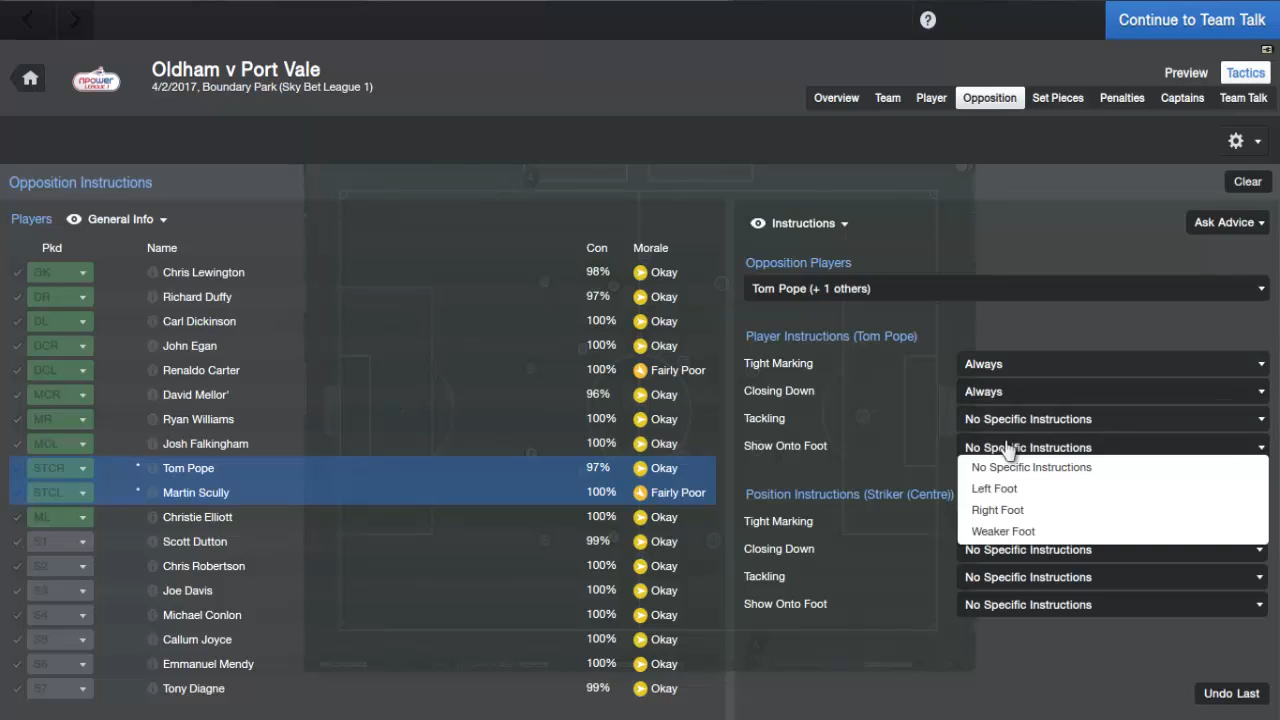 Continue to Team Talk
Oldham v Port Vale
4/2/2017, Boundary Park (Sky Bet League 1)
npower
LEAGUE 1
Preview Tactics
Overview Team Player Opposition Set Pieces Penalties Captains Team Talk
Opposition Instructions
Clear
Players General Info
Instructions
Ask Advice
Pkd Name Con Morale
GK Chris Lewington 98% Okay
DR Richard Duffy 97% Okay
DL Carl Dickinson 100% Okay
DCR John Egan 100% Okay
DCL Renaldo Carter 100% Fairly Poor
MCR David Mellor' 96% Okay
MR Ryan Williams 100% Okay
MCL Josh Falkingham 100% Okay
STCR * Tom Pope 97% Okay
STCL * Martin Scully 100% Fairly Poor
ML Christie Elliott 100% Okay
S1 Scott Dutton 99% Okay
S2 Chris Robertson 100% Okay
S3 Joe Davis 100% Okay
S4 Michael Conlon 100% Okay
S5 Callum Joyce 100% Okay
S6 Emmanuel Mendy 100% Okay
S7 Tony Diagne 99% Okay
Opposition Players
Tom Pope (+ 1 others)
Player Instructions (Tom Pope)
Tight Marking Always
Closing Down Always
Tackling No Specific Instructions
Show Onto Foot No Specific Instructions
No Specific Instructions
Left Foot
Right Foot
Weaker Foot
Position Instructions (Striker (Centre))
Tight Marking
Closing Down No Specific Instructions
Tackling No Specific Instructions
Show Onto Foot No Specific Instructions
Undo Last